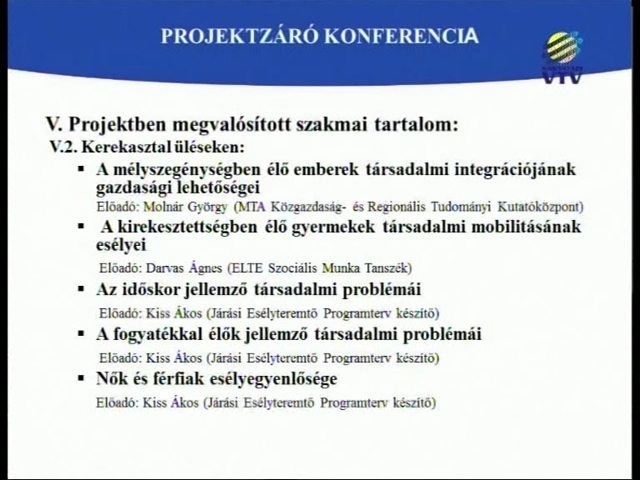 PROJEKTZÁRÓ KONFERENCIA
VTV
V. Projektben megvalósított szakmai tartalom:
V.2. Kerekasztal üléseken:
▪ A mélyszegénységben élő emberek társadalmi integrációjának
gazdasági lehetőségei
Előadó: Molnár György (MTA Közgazdaság- és Regionális Tudományi Kutatóközpont)
▪ A kirekesztettségben élő gyermekek társadalmi mobilitásának
esélyei
Előadó: Darvas Ágnes (ELTE Szociális Munka Tanszék)
▪ Az időskor jellemző társadalmi problémái
Előadó: Kiss Ákos (Járási Esélyteremtő Programterv készítő)
▪ A fogyatékkal élők jellemző társadalmi problémái
Előadó: Kiss Ákos (Járási Esélyteremtő Programterv készítő)
▪ Nők és férfiak esélyegyenlősége
Előadó: Kiss Ákos (Járási Esélyteremtő Programterv készítő)